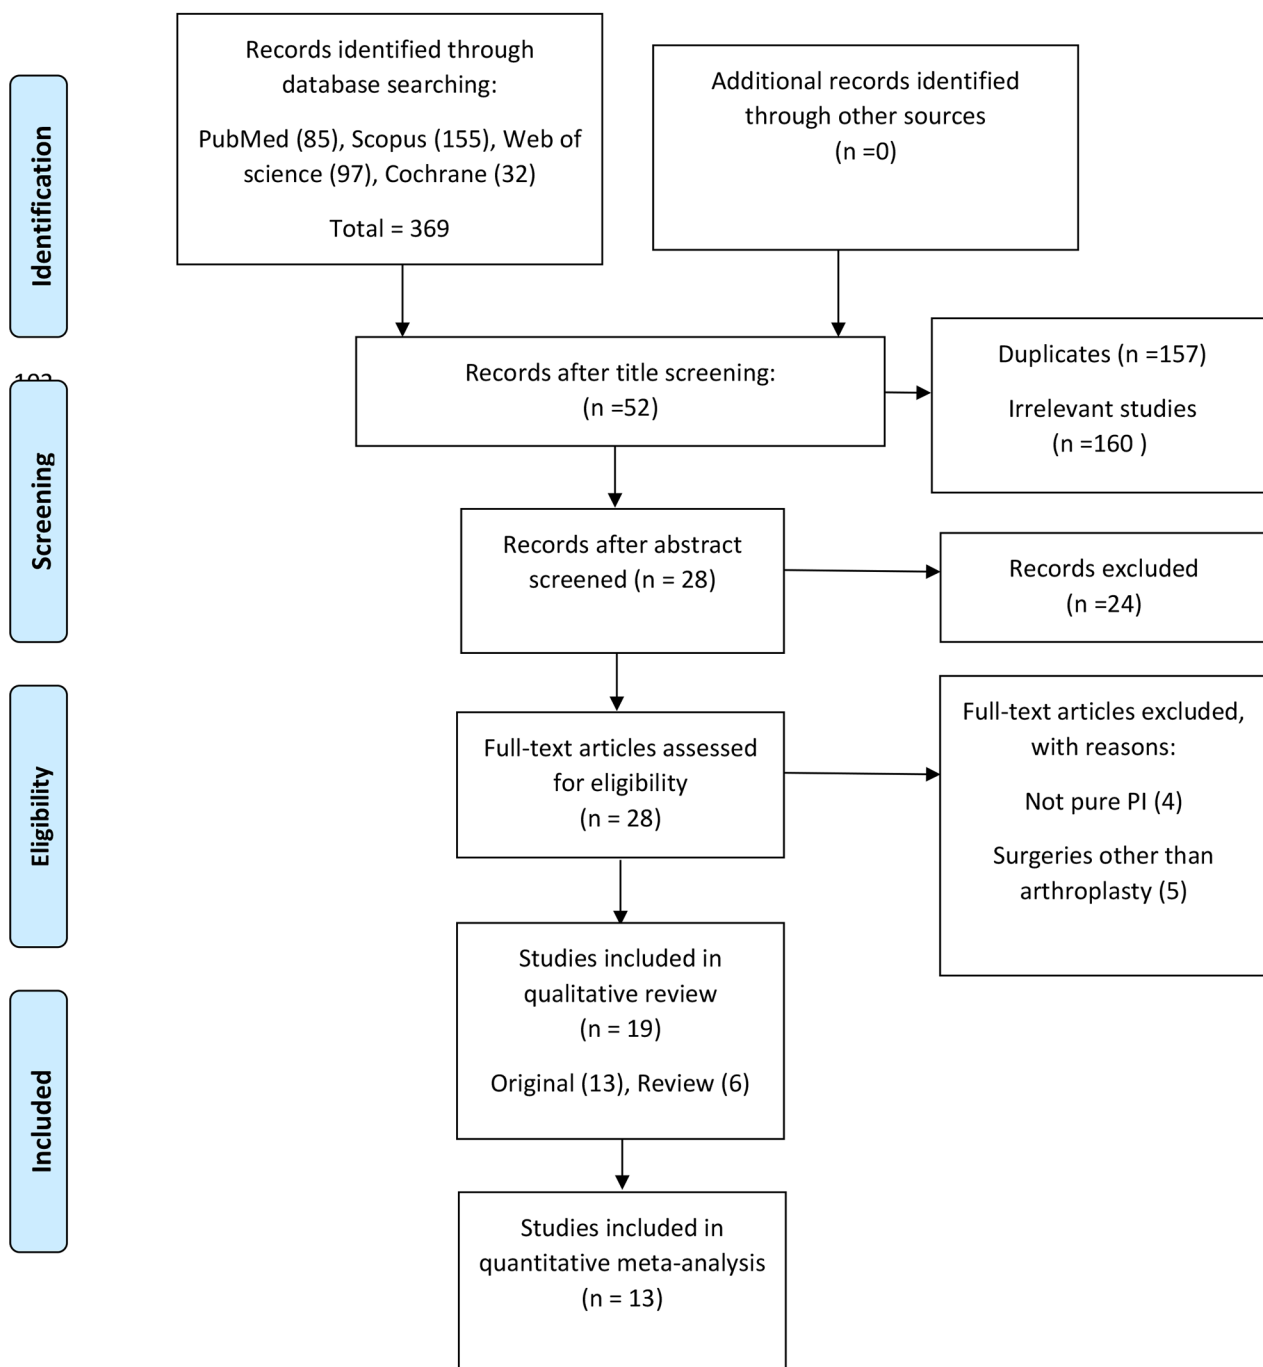 Records identified through
database searching:
PubMed (85), Scopus (155), Web of
science (97), Cochrane (32)
Total = 369
Additional records identified
through other sources
(n =0)
Identification
Records after title screening:
(n =52)
Duplicates (n =157)
Irrelevant studies
(n =160 )
Screening
Records after abstract
screened (n = 28)
Records excluded
(n =24)
Full-text articles assessed
for eligibility
(n = 28)
Full-text articles excluded,
with reasons:
Not pure PI (4)
Surgeries other than
arthroplasty (5)
Eligibility
Studies included in
qualitative review
(n = 19)
Original (13), Review (6)
Included
Studies included in
quantitative meta-analysis
(n = 13)